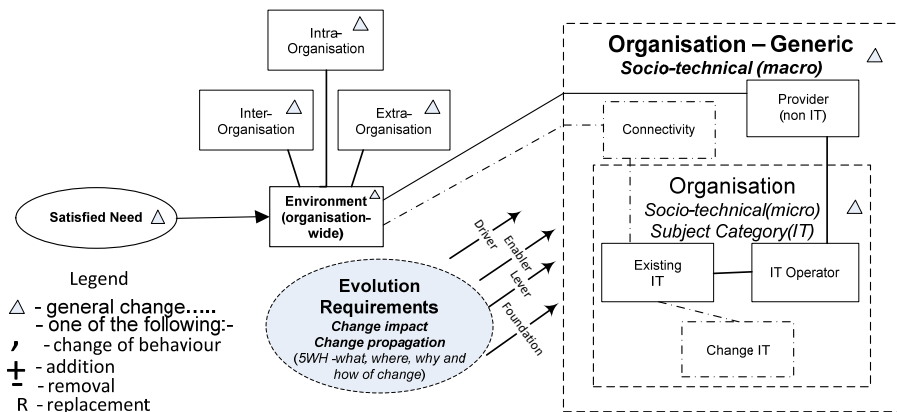 Intra-
Organisation
Inter-
Organisation
Extra-
Organisation
Satisfied Need
Environment
(organisation-
wide)
Organisation – Generic
Socio-technical (macro)
Provider
(non IT)
Connectivity
Organisation
Socio-technical(micro)
Subject Category(IT)
Existing
IT
IT Operator
Change IT
Driver
Enabler
Lever
Foundation
Evolution
Requirements
Change impact
Change propagation
(5WH -what, where, why and
how of change)
Legend
- general change.....
- one of the following:-
, - change of behaviour
+ - addition
- - removal
R - replacement